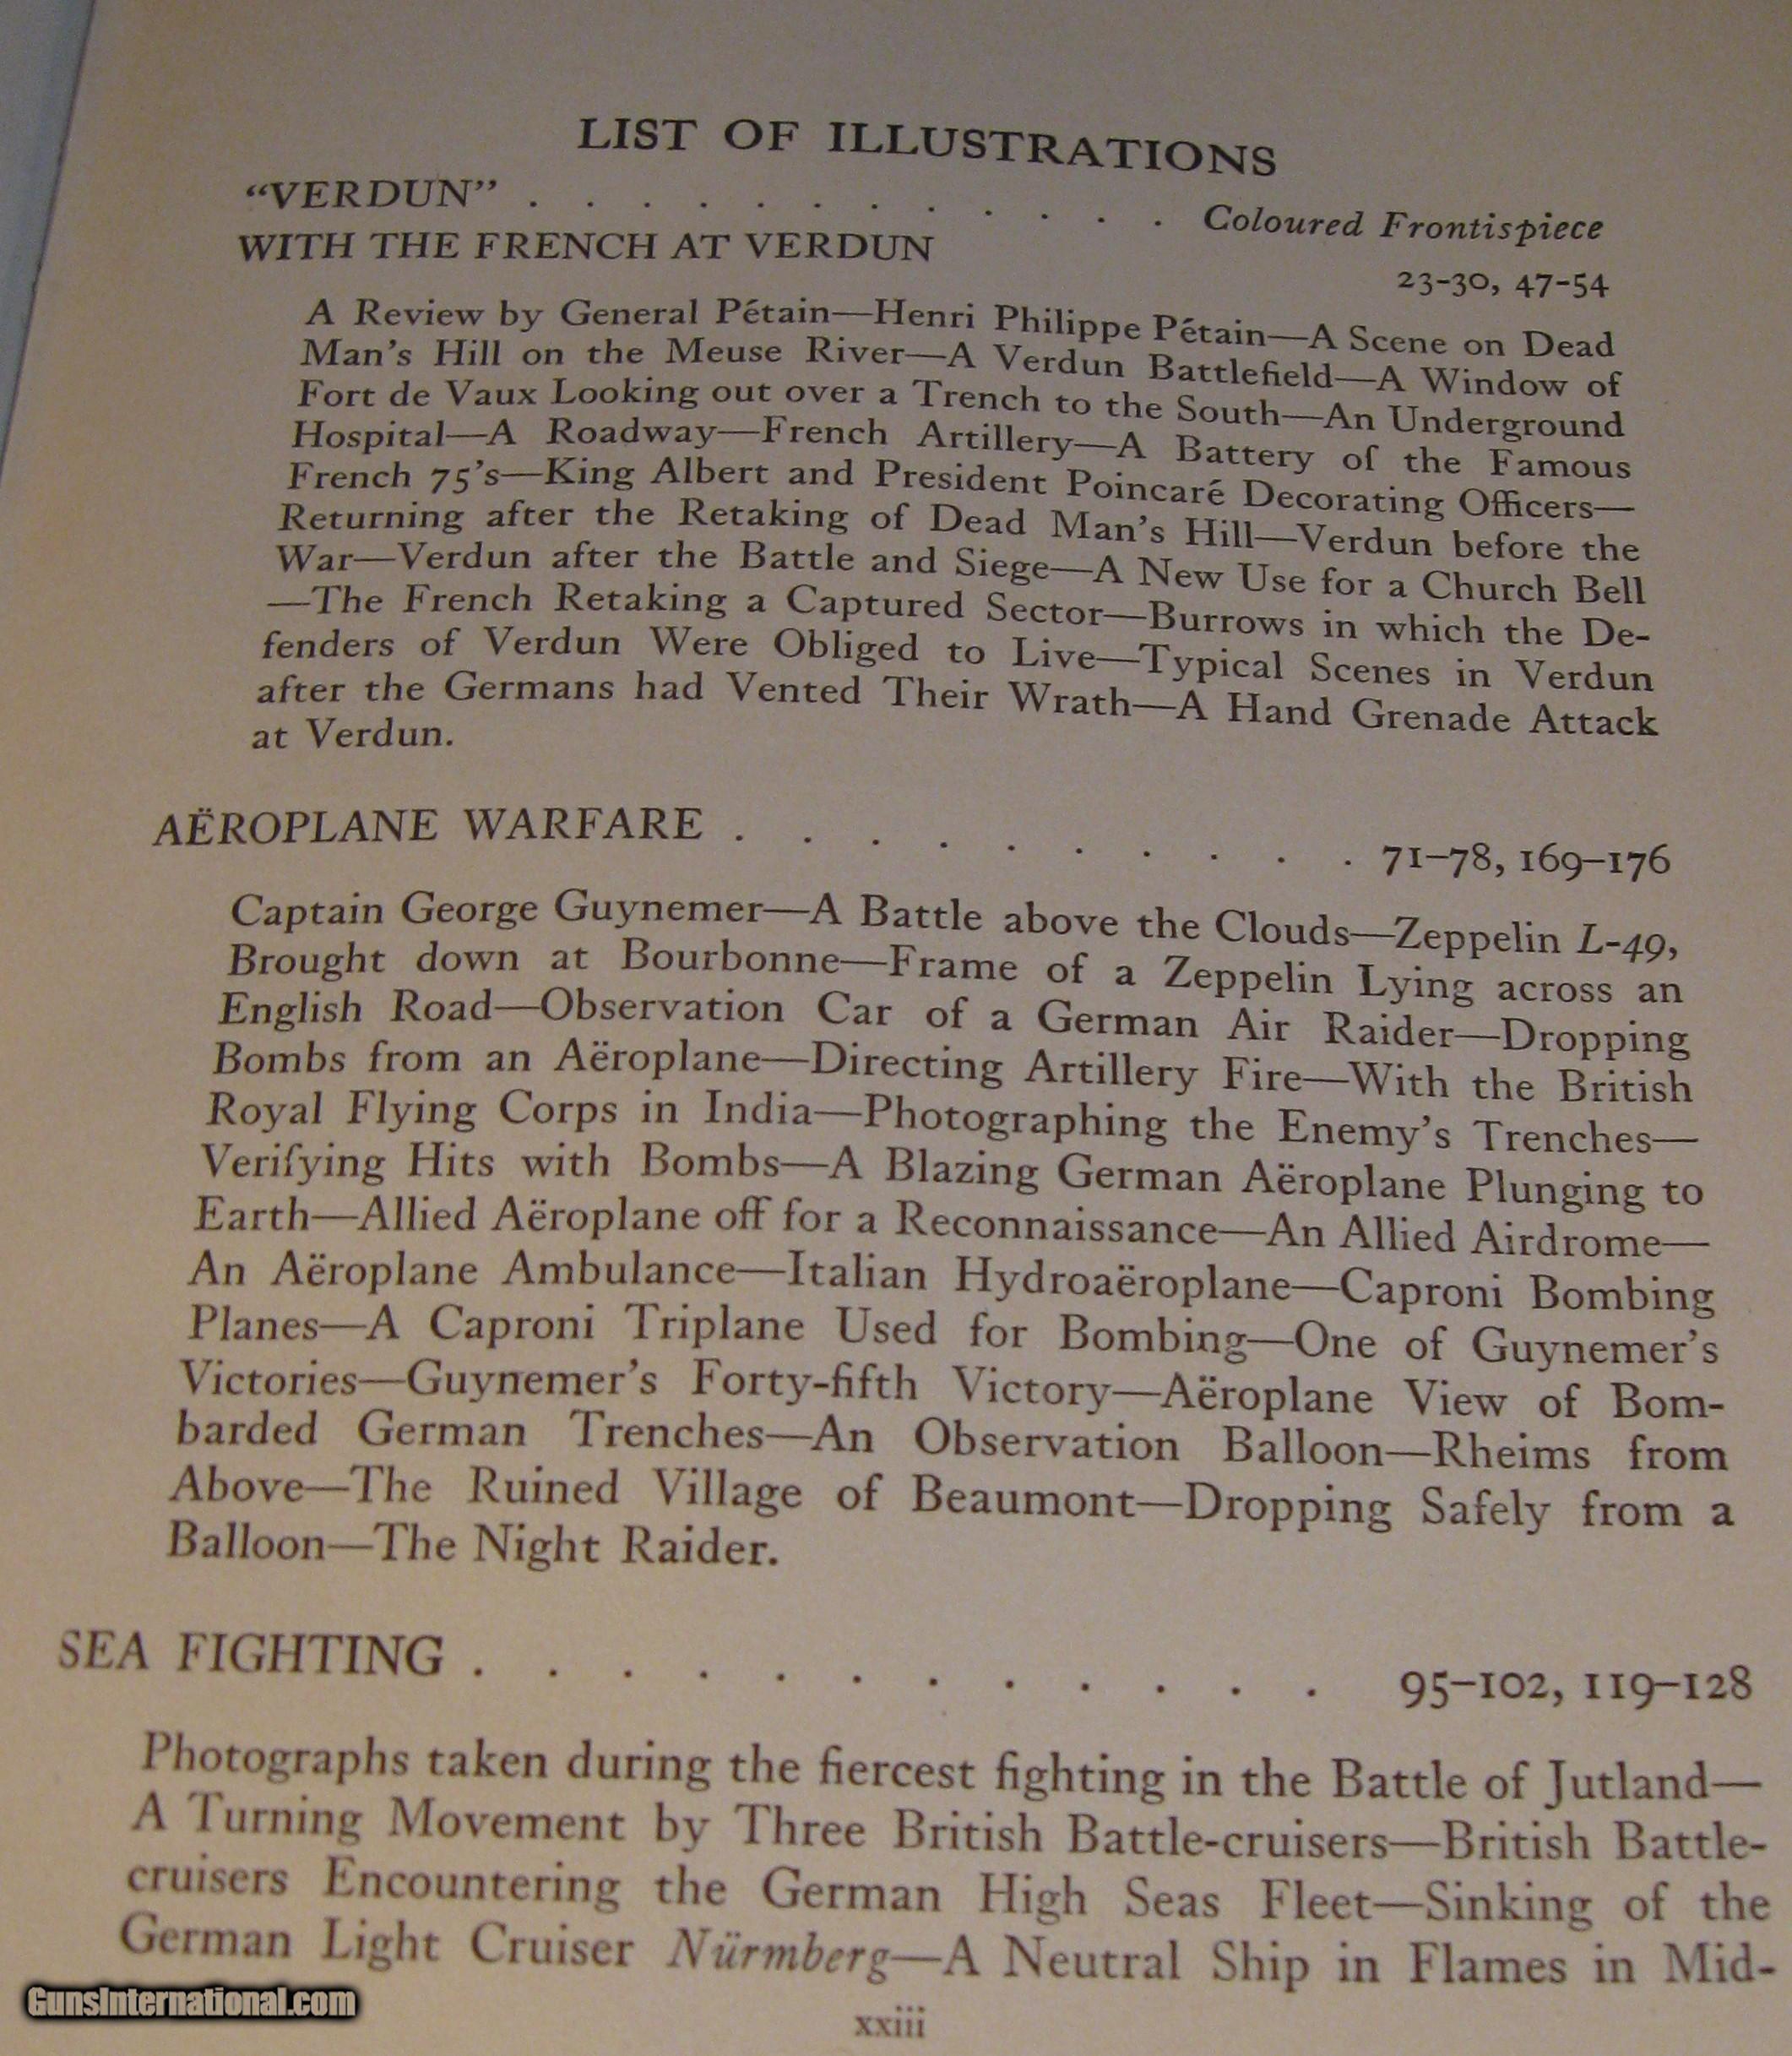 LIST OF ILLUSTRATIONS
“VERDUN” . . . . . . . . . . . . Coloured Frontispiece
WITH THE FRENCH AT VERDUN 23-30, 47-54
A Review by General Pétain—Henri Philippe Pétain—A Scene on Dead
Man’s Hill on the Meuse River—A Verdun Battlefield—A Window of
Fort de Vaux Looking out over a Trench to the South—An Underground
Hospital—A Roadway—French Artillery—A Battery of the Famous
French 75’s—King Albert and President Poincaré Decorating Officers—
Returning after the Retaking of Dead Man’s Hill—Verdun before the
War—Verdun after the Battle and Siege—A New Use for a Church Bell
—The French Retaking a Captured Sector—Burrows in which the De-
fenders of Verdun Were Obliged to Live—Typical Scenes in Verdun
after the Germans had Vented Their Wrath—A Hand Grenade Attack
at Verdun.
AËROPLANE WARFARE . . . . . . . . . . 71–78, 169–176
Captain George Guynemer—A Battle above the Clouds—Zeppelin L-49,
Brought down at Bourbonne—Frame of a Zeppelin Lying across an
English Road—Observation Car of a German Air Raider—Dropping
Bombs from an Aëroplane—Directing Artillery Fire—With the British
Royal Flying Corps in India—Photographing the Enemy’s Trenches—
Verifying Hits with Bombs—A Blazing German Aëroplane Plunging to
Earth—Allied Aëroplane off for a Reconnaissance—An Allied Airdrome—
An Aëroplane Ambulance—Italian Hydroaëroplane—Caproni Bombing
Planes—A Caproni Triplane Used for Bombing—One of Guynemer’s
Victories—Guynemer’s Forty-fifth Victory—Aëroplane View of Bom-
barded German Trenches—An Observation Balloon—Rheims from
Above—The Ruined Village of Beaumont—Dropping Safely from a
Balloon—The Night Raider.
SEA FIGHTING . . . . . . . . . . . . 95–102, 119–128
Photographs taken during the fiercest fighting in the Battle of Jutland—
A Turning Movement by Three British Battle-cruisers—British Battle-
cruisers Encountering the German High Seas Fleet—Sinking of the
German Light Cruiser Nürmberg—A Neutral Ship in Flames in Mid-
xxiii
GunsInternational.com